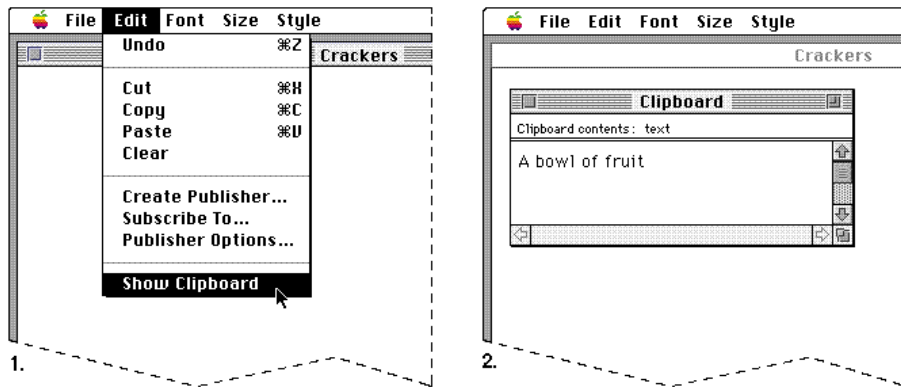 File Edit Font Size Style
Undo ⌘Z
Crackers
Cut ⌘X
Copy ⌘C
Paste ⌘V
Clear
Create Publisher...
Subscribe To...
Publisher Options...
Show Clipboard
1.
File Edit Font Size Style
Crackers
Clipboard
Clipboard contents: text
A bowl of fruit
2.